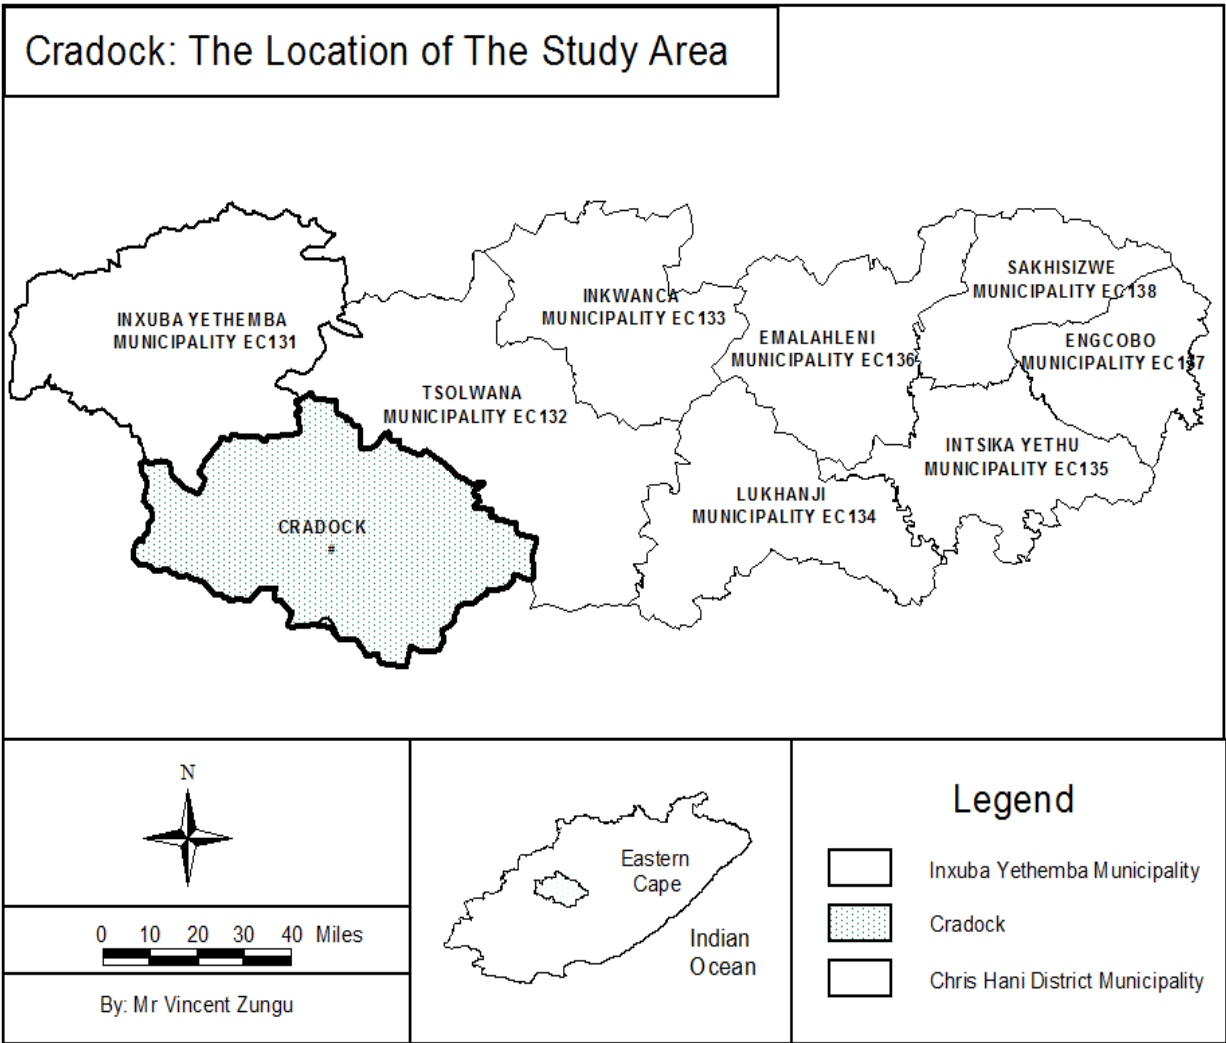 Cradock: The Location of The Study Area
INXUBA YETHEMBA
MUNICIPALITY EC131
TSOLWANA
MUNICIPALITY EC132
INKWANCA
MUNICIPALITY EC133
EMALAHLENI
MUNICIPALITY EC136
SAKHISIZWE
MUNICIPALITY EC138
ENGCOBO
MUNICIPALITY EC137
INTSIKA YETHU
MUNICIPALITY EC135
LUKHANJI
MUNICIPALITY EC134
CRADOCK
#
N
0 10 20 30 40 Miles
By: Mr Vincent Zungu
Eastern
Cape
Indian
Ocean
Legend
Inxuba Yethemba Municipality
Cradock
Chris Hani District Municipality